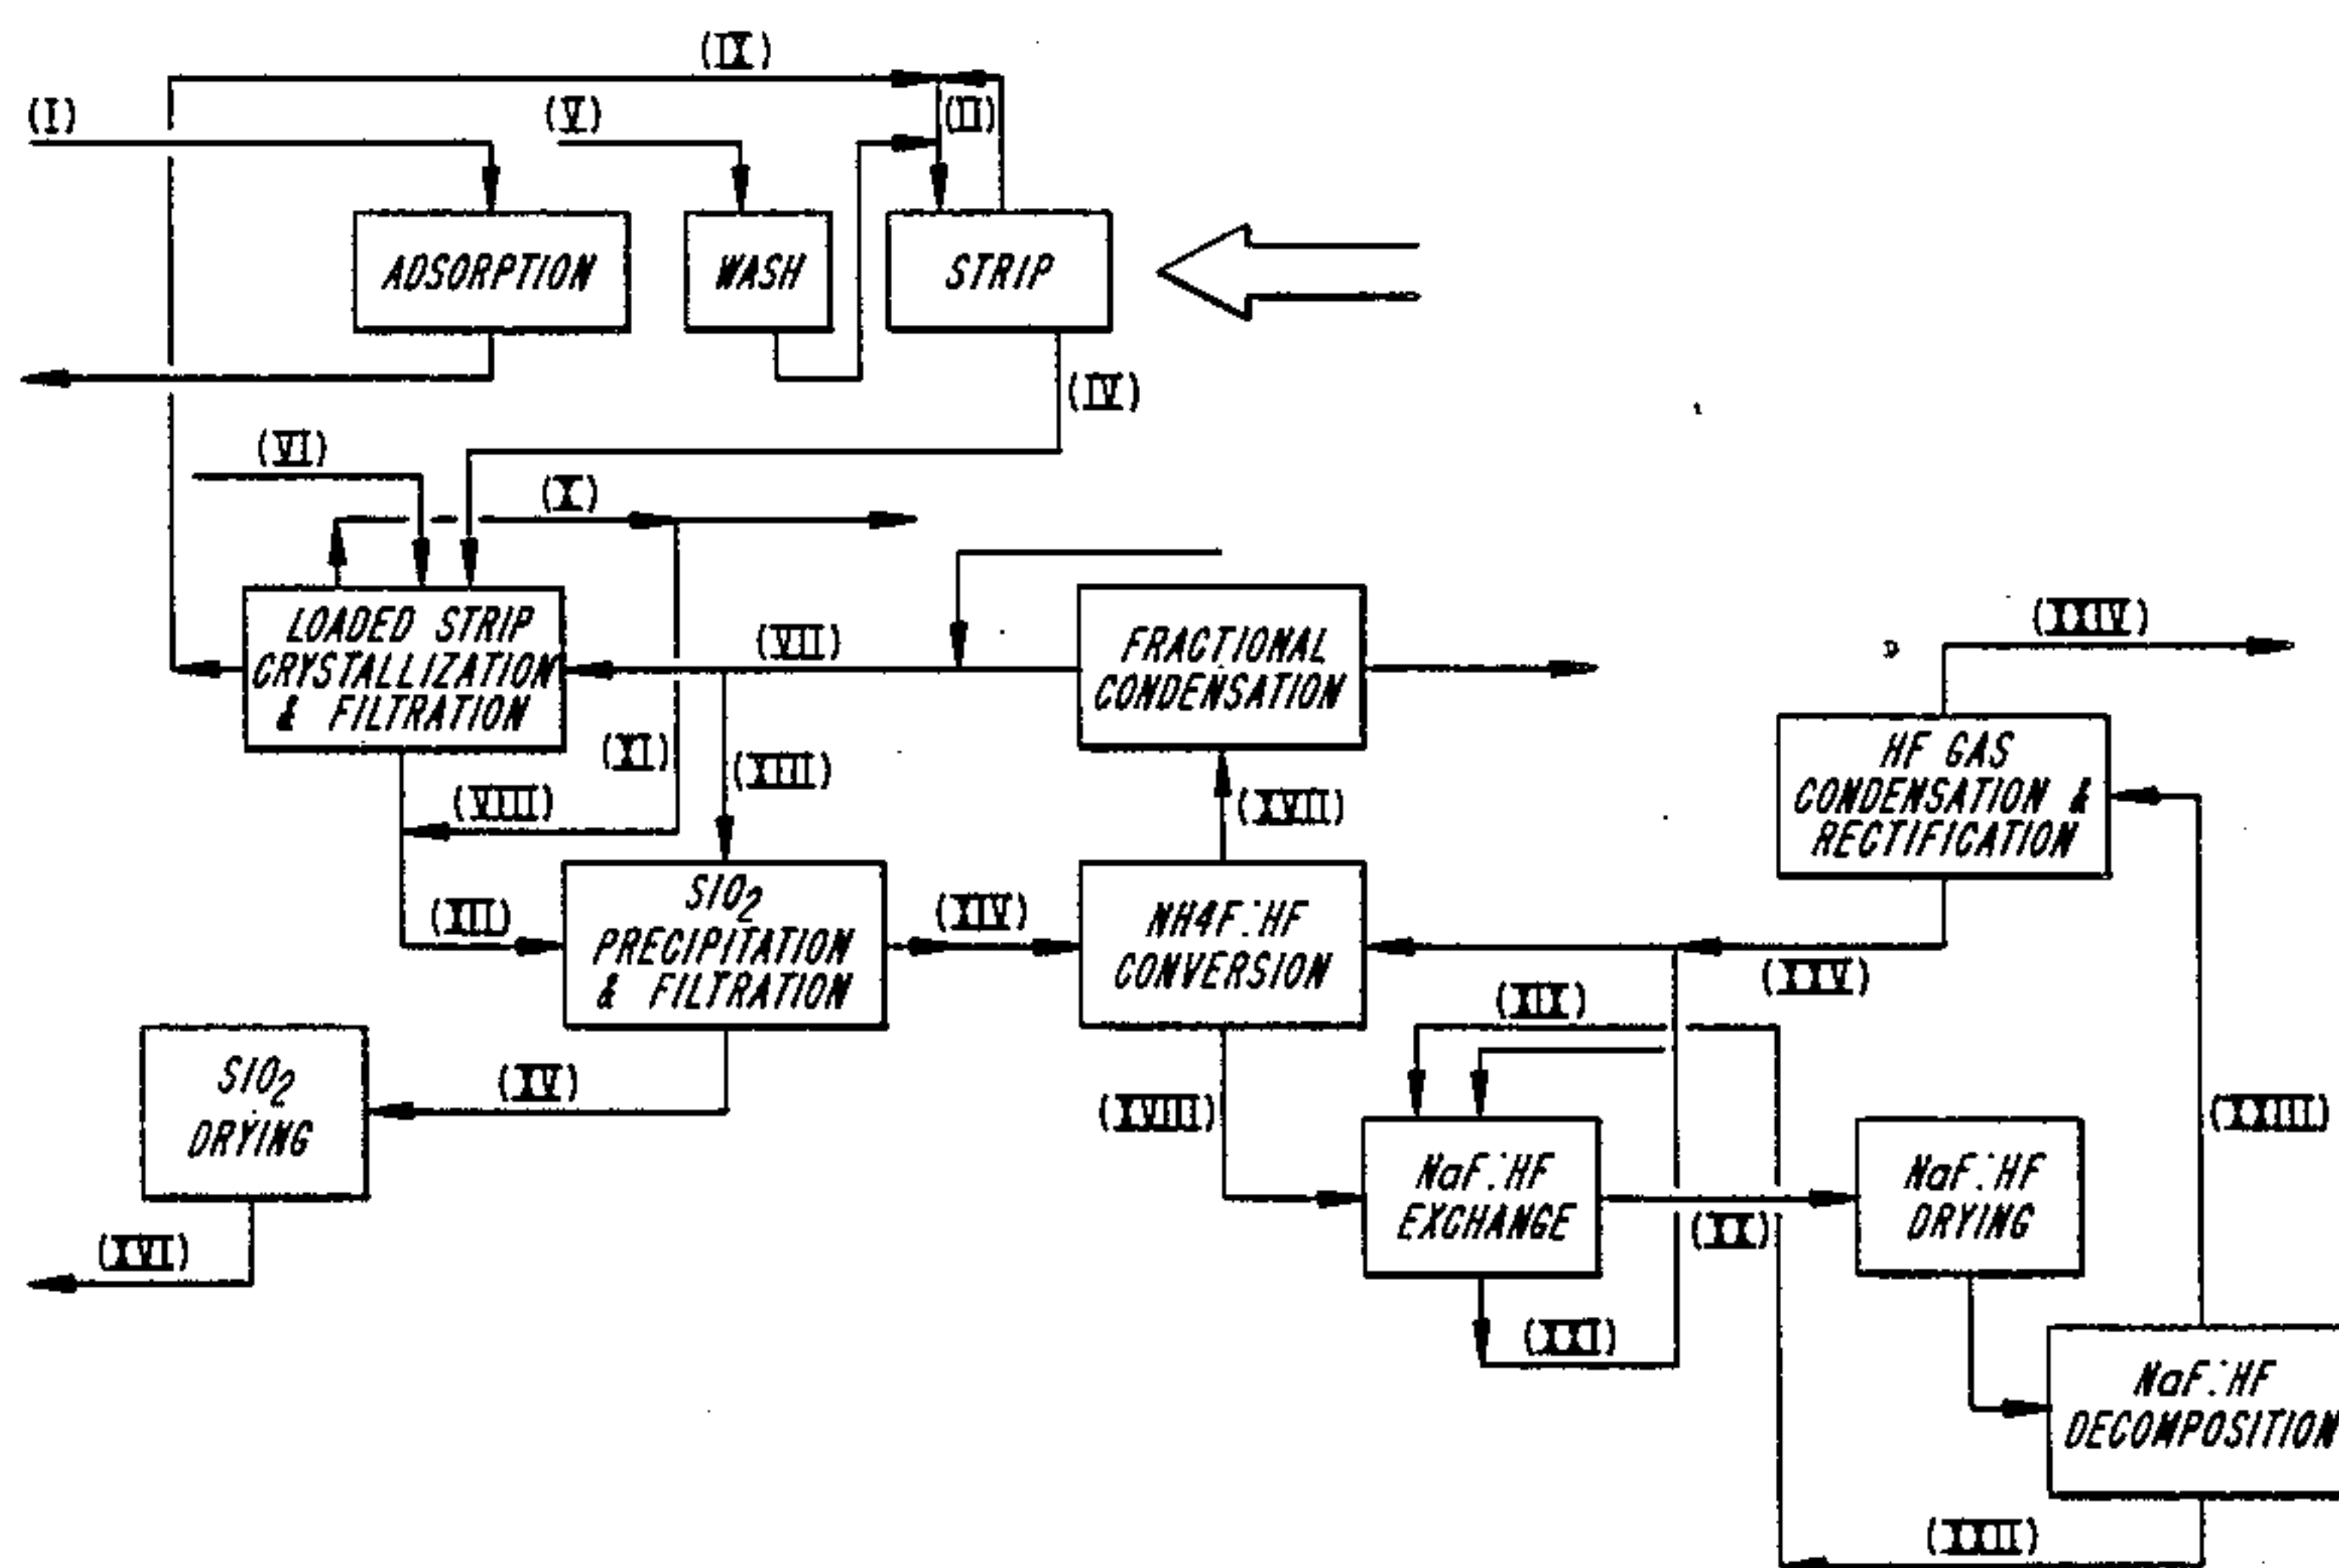 (IX)
(I)
(V)
(II)
ADSORPTION
WASH
STRIP
(IV)
(VI)
(X)
LOADED STRIP
CRYSTALLIZATION
& FILTRATION
(VII)
FRACTIONAL
CONDENSATION
(XXIV)
HF GAS
CONDENSATION &
RECTIFICATION
(XI)
(XIII)
(VIII)
(XVII)
(XII)
SIO2
PRECIPITATION
& FILTRATION
(XIV)
NH4F:HF
CONVERSION
(XXV)
(XIX)
SIO2
DRYING
(XV)
(XVIII)
NaF:HF
EXCHANGE
(XX)
NaF:HF
DRYING
(XXIII)
(XVI)
(XXI)
NaF:HF
DECOMPOSITION
(XXII)